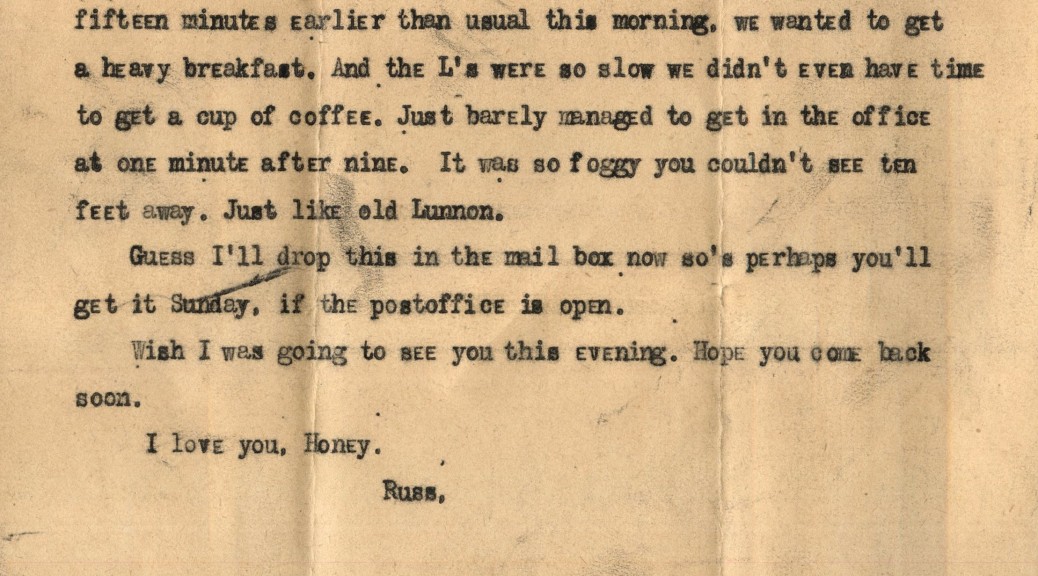 fifteen minutes earlier than usual this morning, we wanted to get
a heavy breakfast. And the L's were so slow we didn't even have time
to get a cup of coffee. Just barely managed to get in the office
at one minute after nine. It was so foggy you couldn't see ten
feet away. Just like old Lunnon.
Guess I'll drop this in the mail box now so's perhaps you'll
get it Sunday, if the postoffice is open.
Wish I was going to see you this evening. Hope you come back
soon.
I love you, Honey.
Russ,